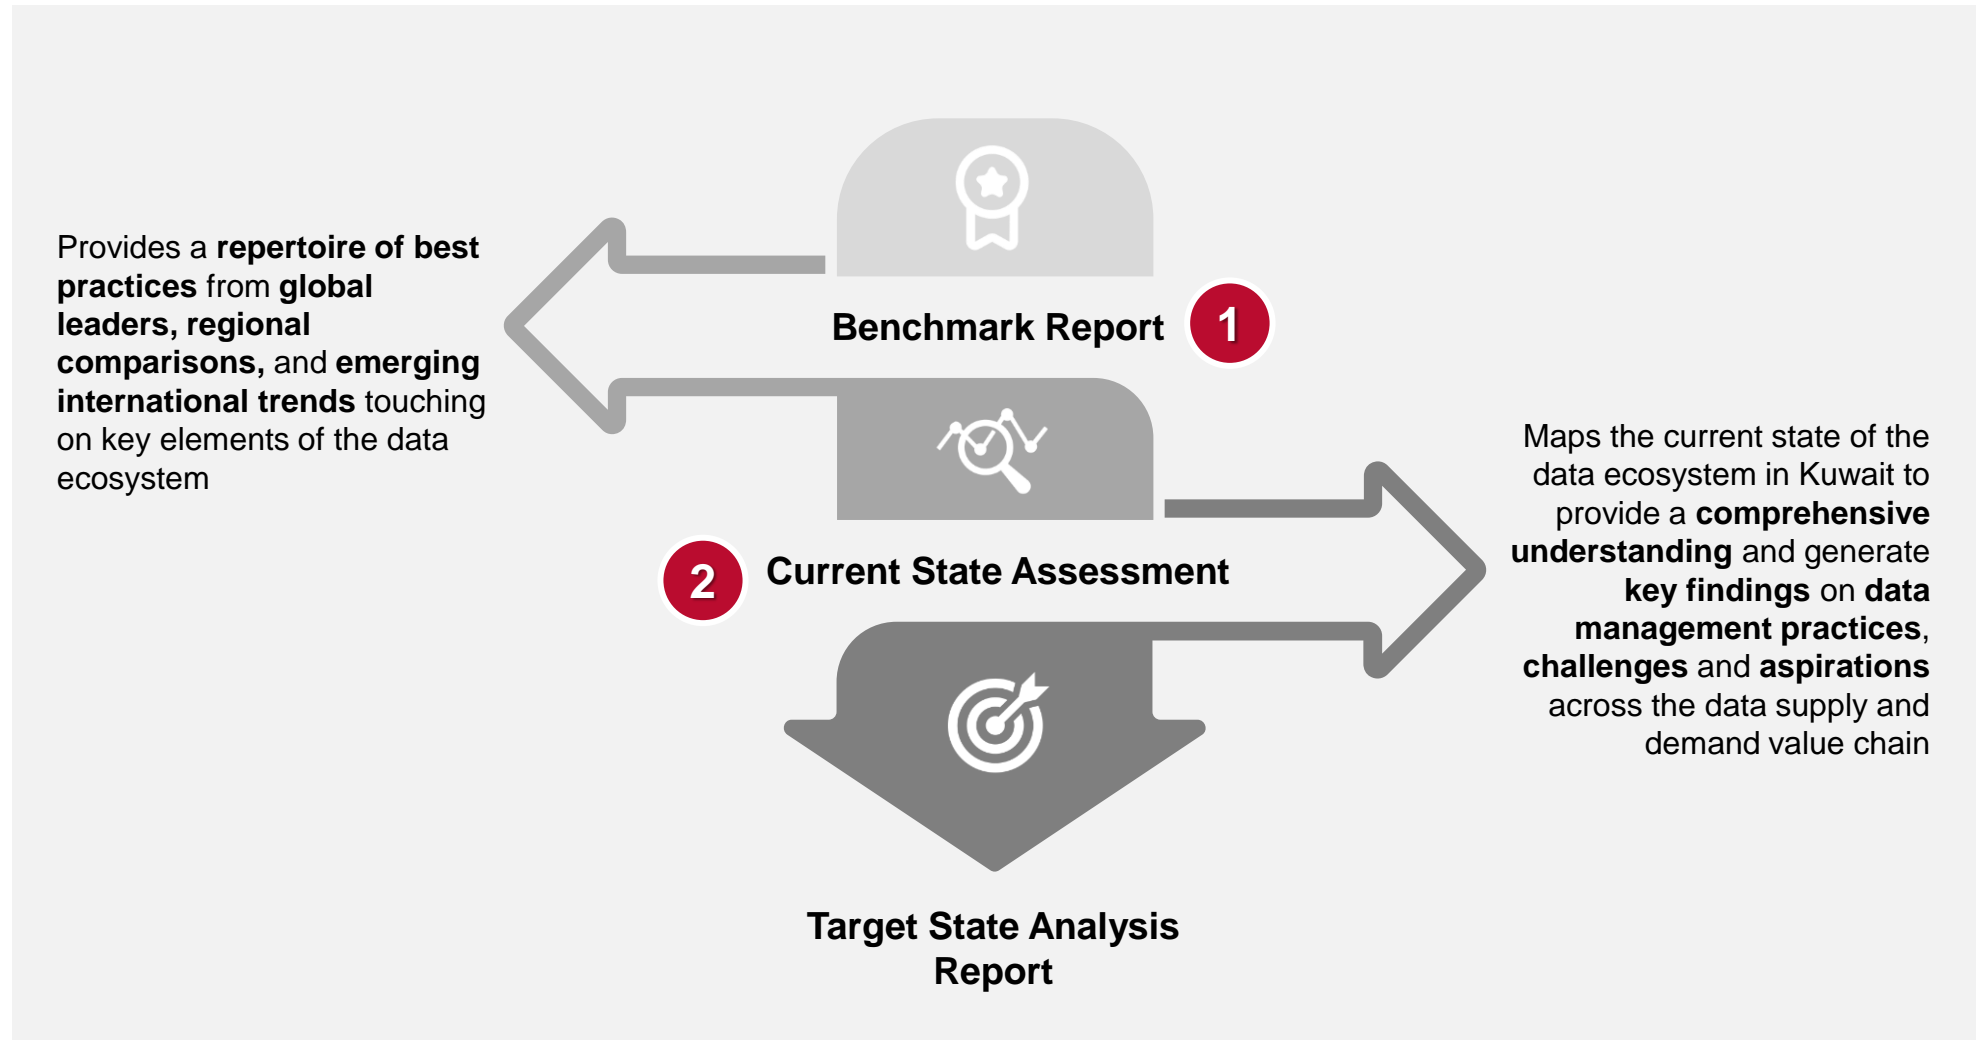 Provides a repertoire of best
practices from global
leaders, regional
comparisons, and emerging
international trends touching
on key elements of the data
ecosystem
Benchmark Report
1
2
Current State Assessment
Maps the current state of the
data ecosystem in Kuwait to
provide a comprehensive
understanding and generate
key findings on data
management practices,
challenges and aspirations
across the data supply and
demand value chain
Target State Analysis
Report